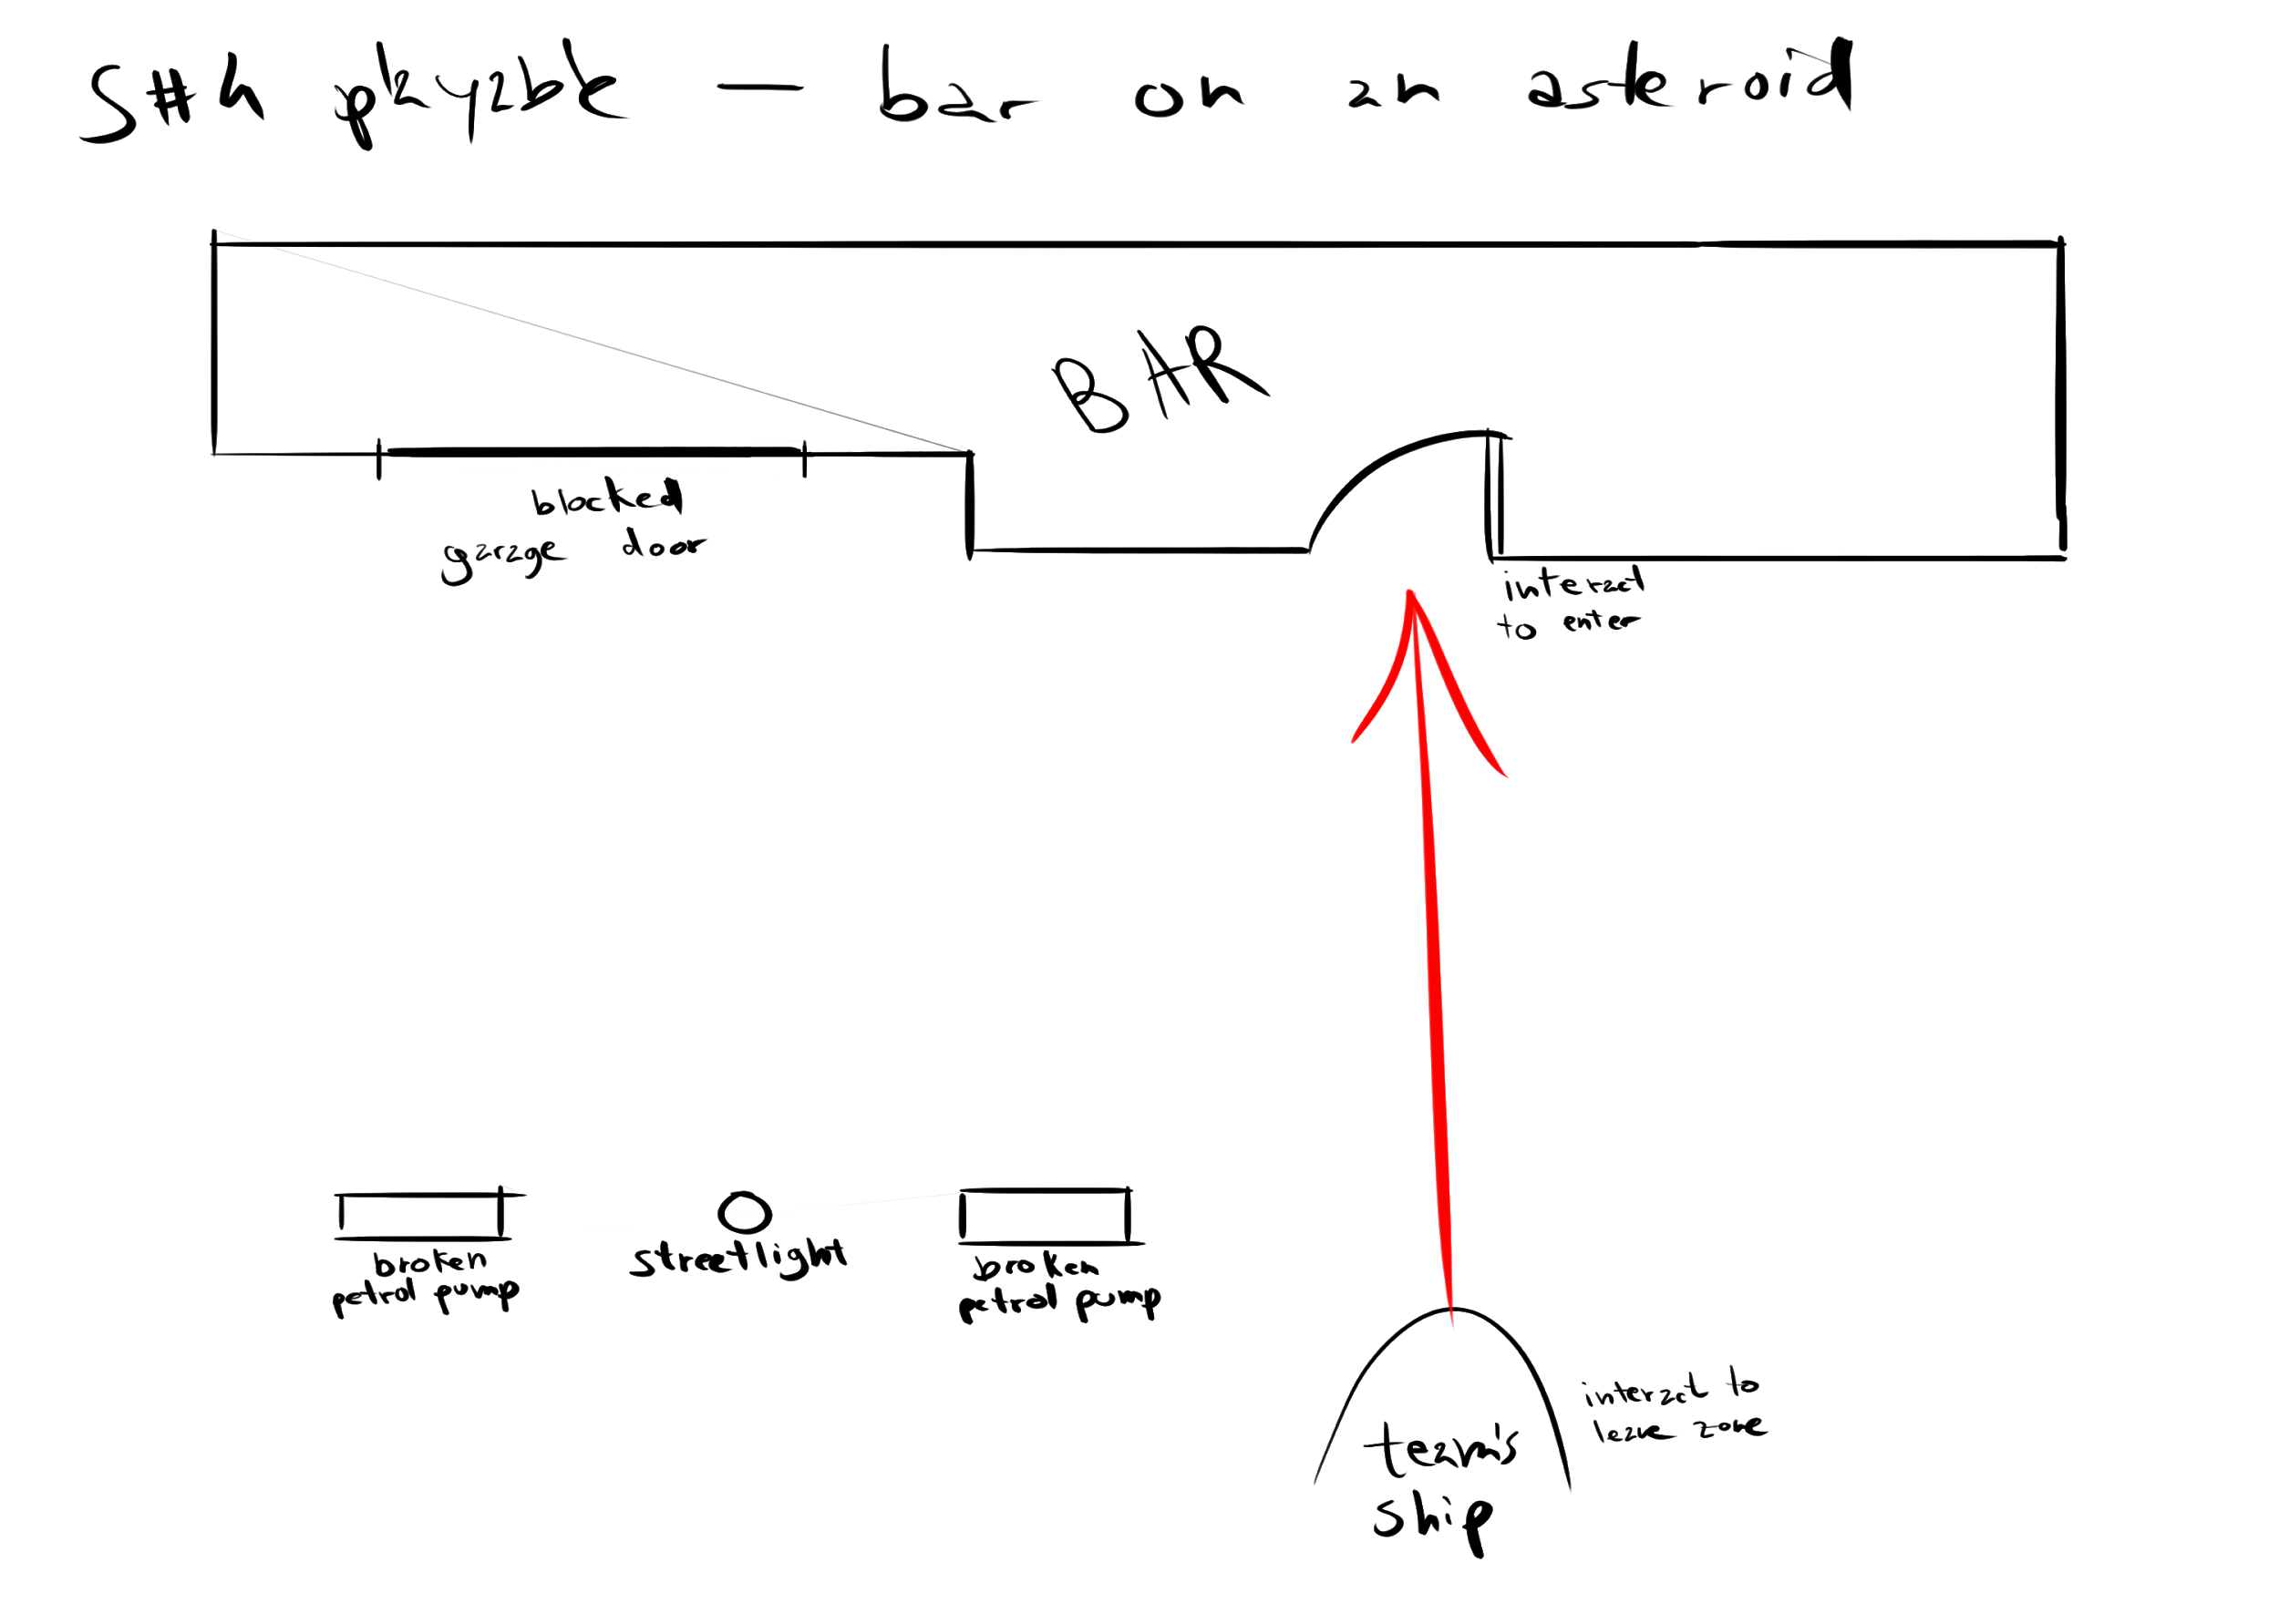 S#4 playable - bar on an asteroid
BAR
blocked
garage door
interact
to enter
broken
petrol pump
streetlight
broken
petrol pump
interact to
leave zone
team's
ship